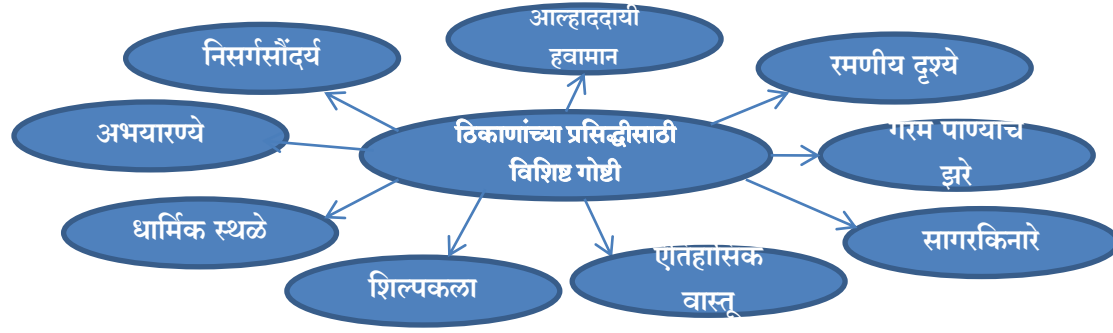 आल्हाददायी
हवामान
निसर्गसौंदर्य
रमणीय दृश्ये
अभयारण्ये
ठिकाणांच्या प्रसिद्धीसाठी
विशिष्ट गोष्टी
गरम पाण्याचे
झरे
धार्मिक स्थळे
सागरकिनारे
शिल्पकला
ऐतिहासिक
वास्तू